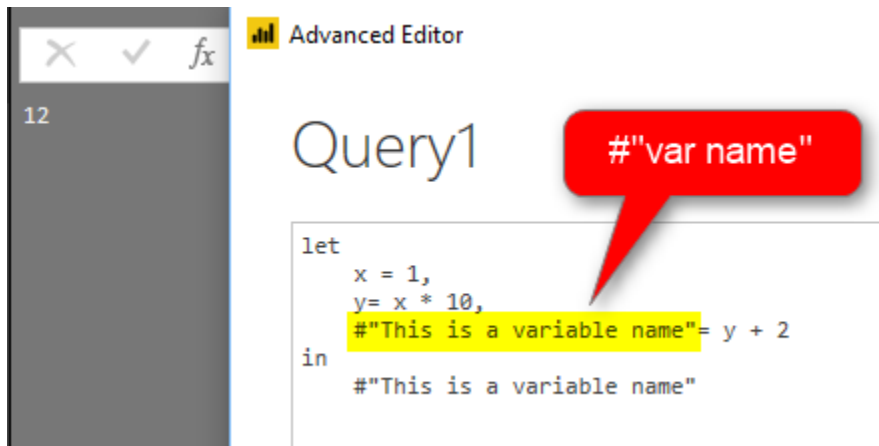 fx
12
Advanced Editor
Query1
#"var name"
let
x = 1,
y= x * 10,
#"This is a variable name"= y + 2
in
#"This is a variable name"